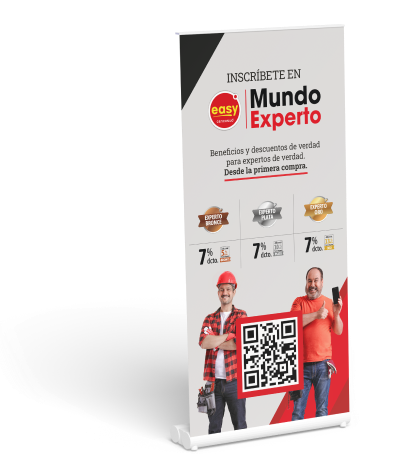 INSCRÍBETE EN
easy
Mundo
Experto
Beneficios y descuentos de verdad
para expertos de verdad.
Desde la primera compra.
EXPERTO
BRONCE
EXPERTO
PLATA
EXPERTO
ORO
7% dcto.
7% dcto.
7% dcto.